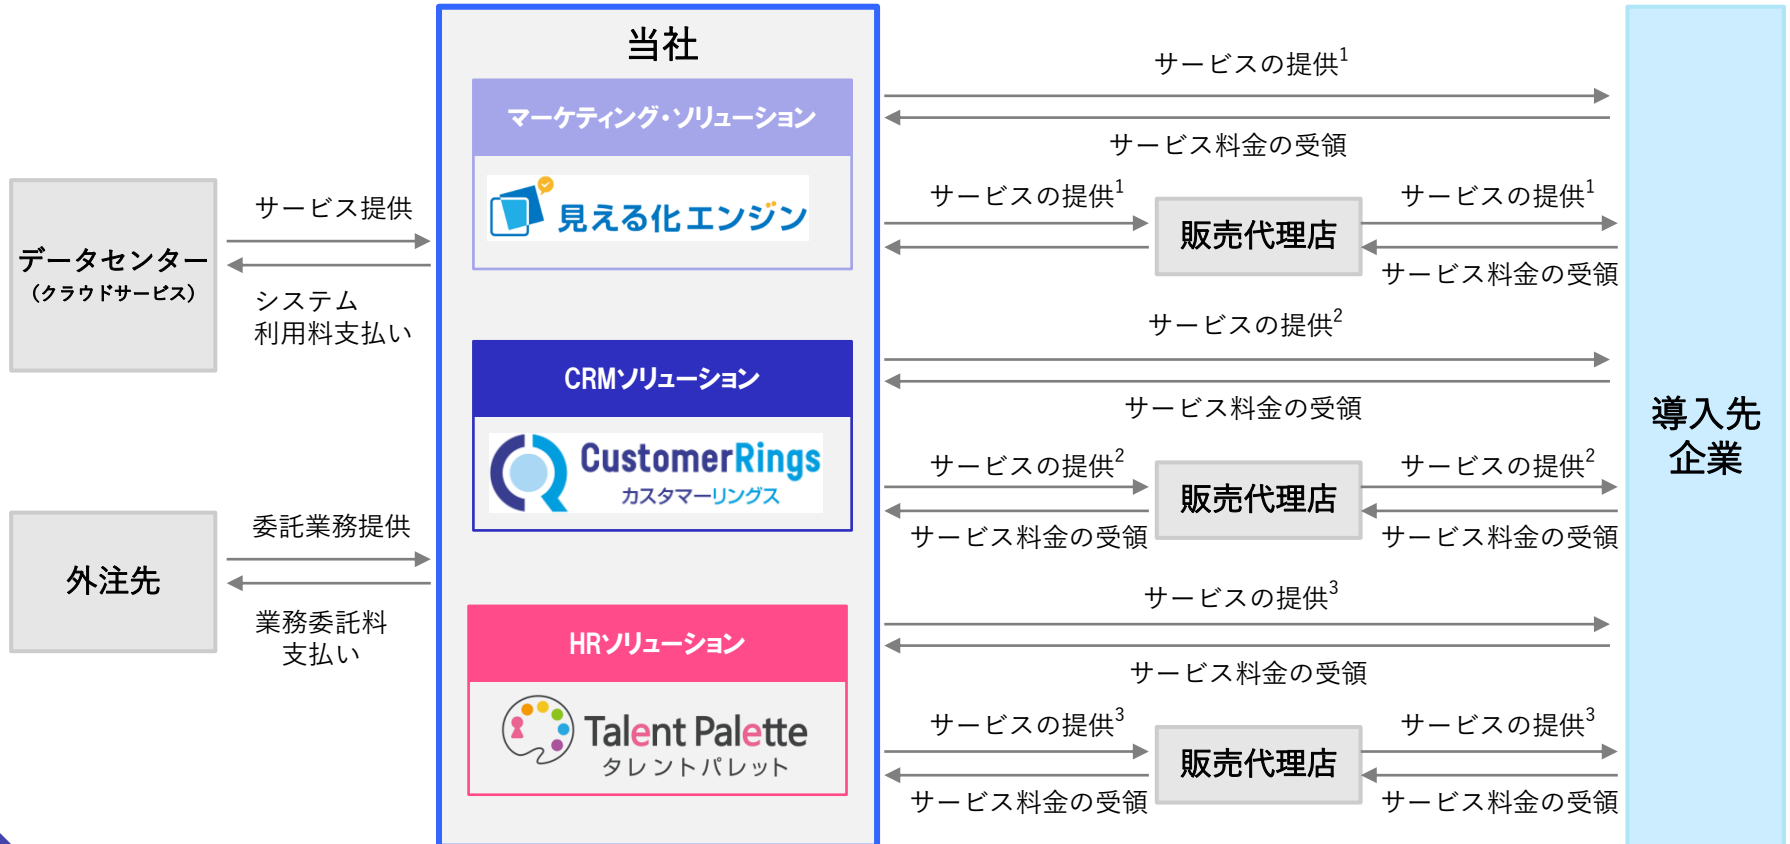 当社
マーケティング・ソリューション
見える化エンジン
CRMソリューション
CustomerRings
カスタマーリングス
HRソリューション
Talent Palette
タレントパレット
データセンター
（クラウドサービス）
サービス提供
システム
利用料支払い
外注先
委託業務提供
業務委託料
支払い
サービスの提供1
サービス料金の受領
サービスの提供1
販売代理店
サービスの提供1
サービス料金の受領
サービスの提供2
サービス料金の受領
サービスの提供2
サービス料金の受領
販売代理店
サービスの提供2
サービス料金の受領
サービスの提供3
サービス料金の受領
サービスの提供3
サービス料金の受領
販売代理店
サービスの提供3
サービス料金の受領
導入先
企業